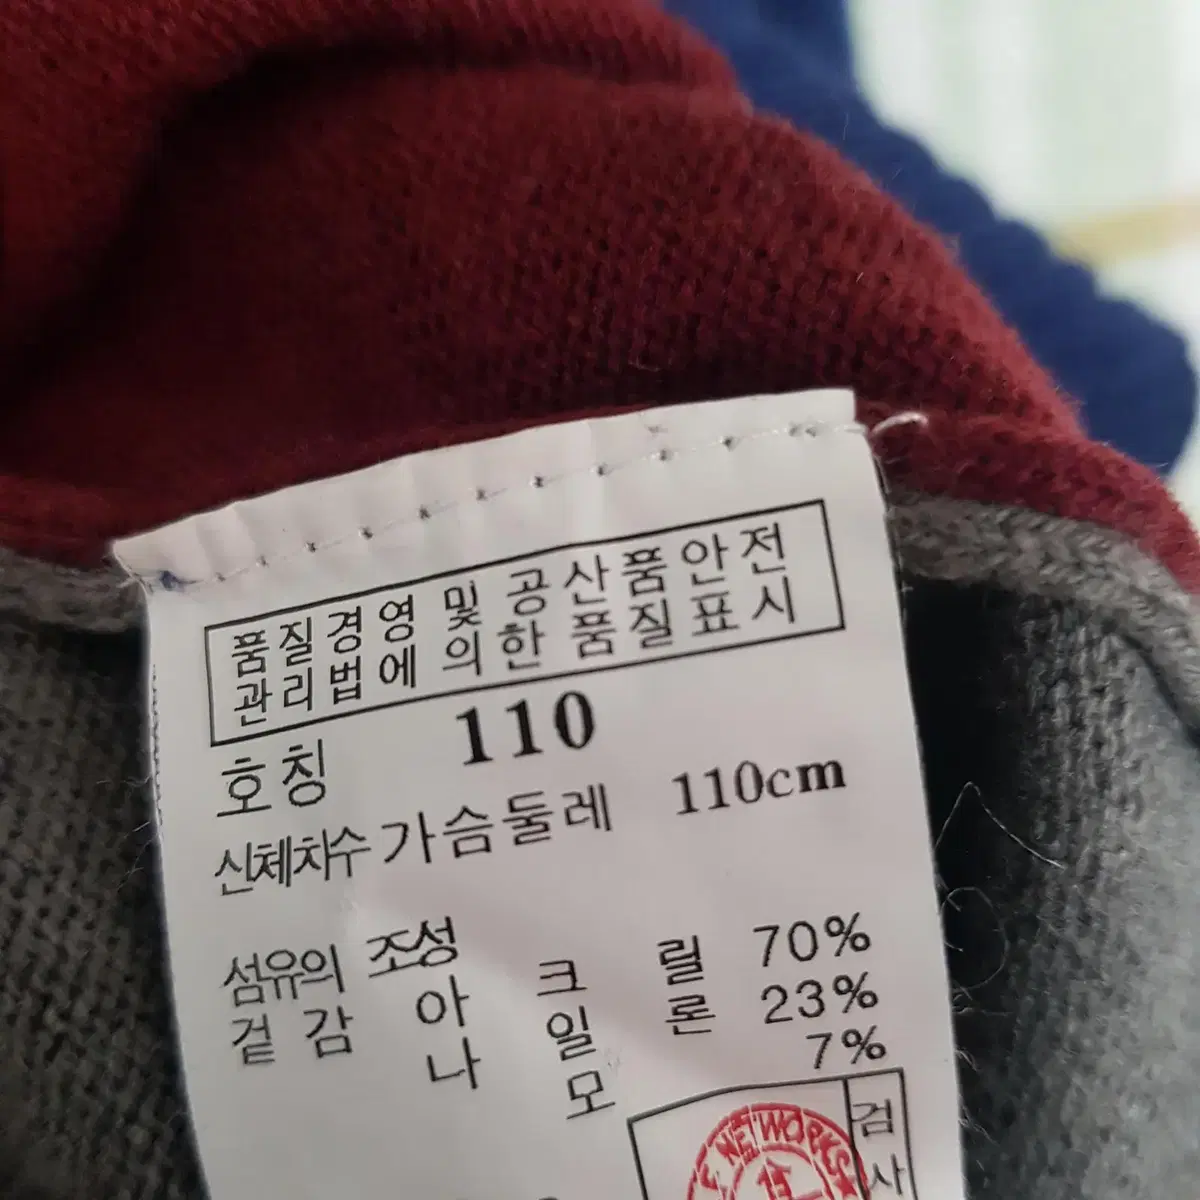 품질경영 및 공산품안전
관리법에 의한 품질표시
호칭 110
신체치수 가슴둘레 110cm
섬유의 조성
겉감 아크릴 70%
나일론 23%
모 7%
NETWORKS
검사